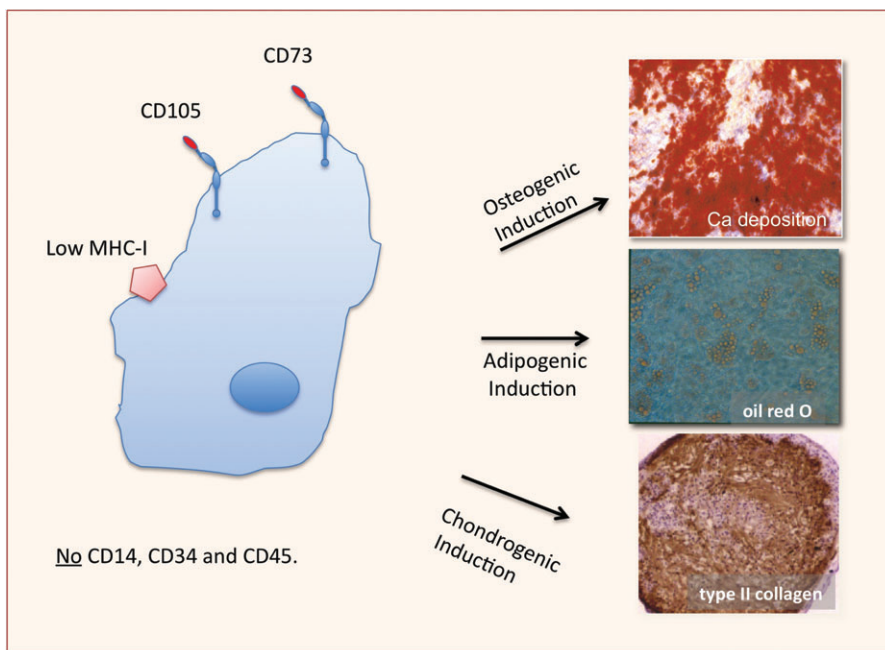 CD73
CD105
Low MHC-I
No CD14, CD34 and CD45.
Osteogenic
Induction
Ca deposition
Adipogenic
Induction
oil red O
Chondrogenic
Induction
type II collagen